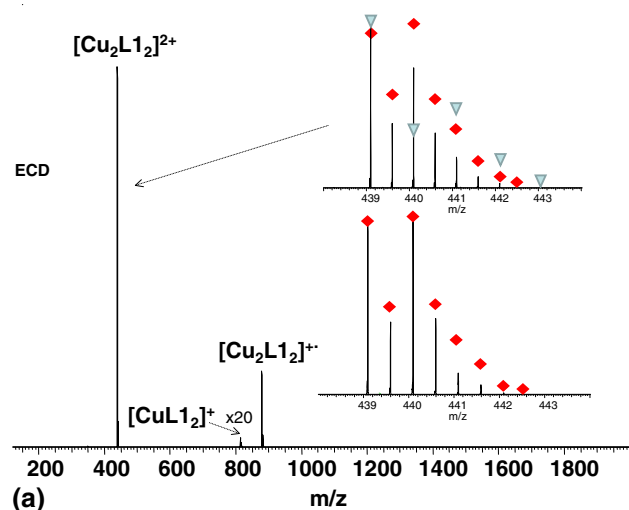 [Cu₂L1₂]²⁺
ECD
439 440 441 442 443
m/z
439 440 441 442 443
m/z
[Cu₂L1₂]⁺·
[CuL1₂]⁺ x20
200 400 600 800 1000 1200 1400 1600 1800
(a) m/z